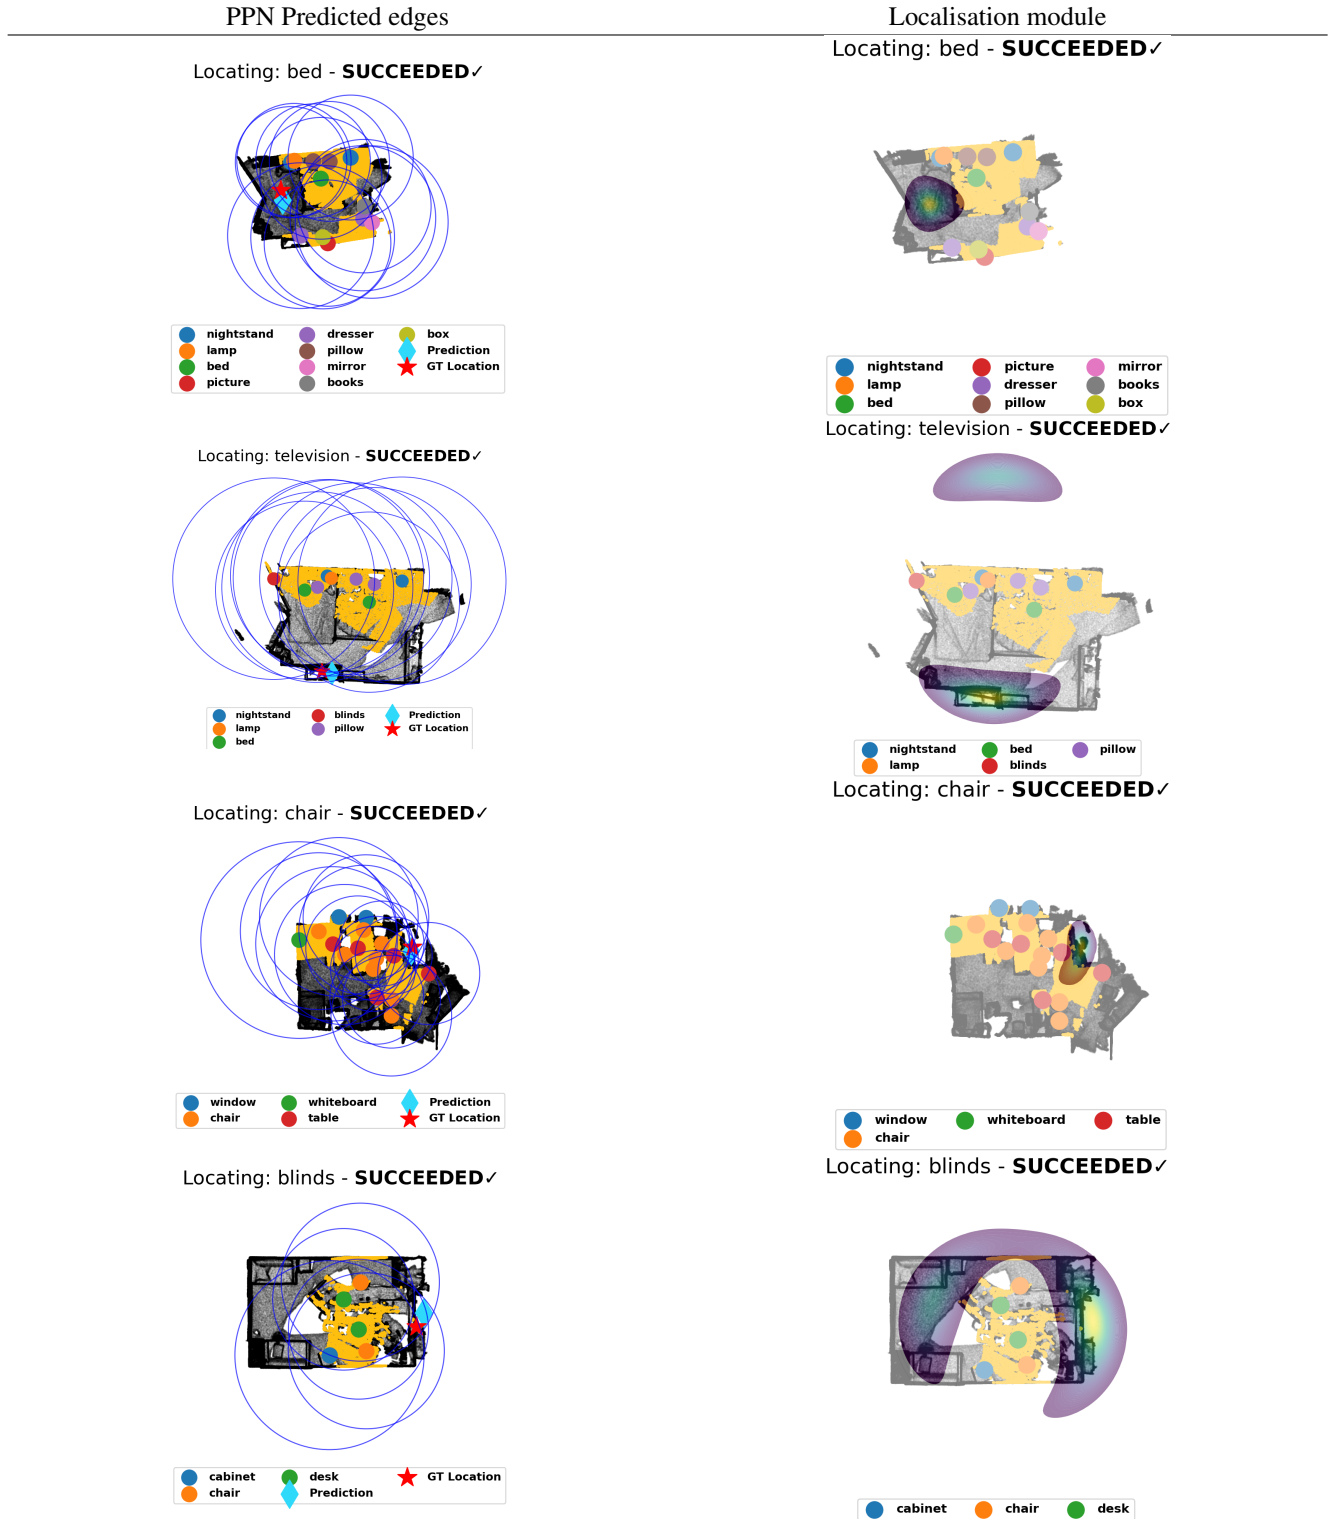 PPN Predicted edges
Localisation module
Locating: bed - SUCCEEDED✓
Locating: bed - SUCCEEDED✓
nightstand dresser box
lamp pillow Prediction
bed mirror GT Location
picture books
nightstand picture mirror
lamp dresser books
bed pillow box
Locating: television - SUCCEEDED✓
Locating: television - SUCCEEDED✓
nightstand blinds Prediction
lamp pillow GT Location
bed
nightstand bed pillow
lamp blinds
Locating: chair - SUCCEEDED✓
Locating: chair - SUCCEEDED✓
window whiteboard Prediction
chair table GT Location
window whiteboard table
chair
Locating: blinds - SUCCEEDED✓
Locating: blinds - SUCCEEDED✓
cabinet desk GT Location
chair Prediction
cabinet chair desk